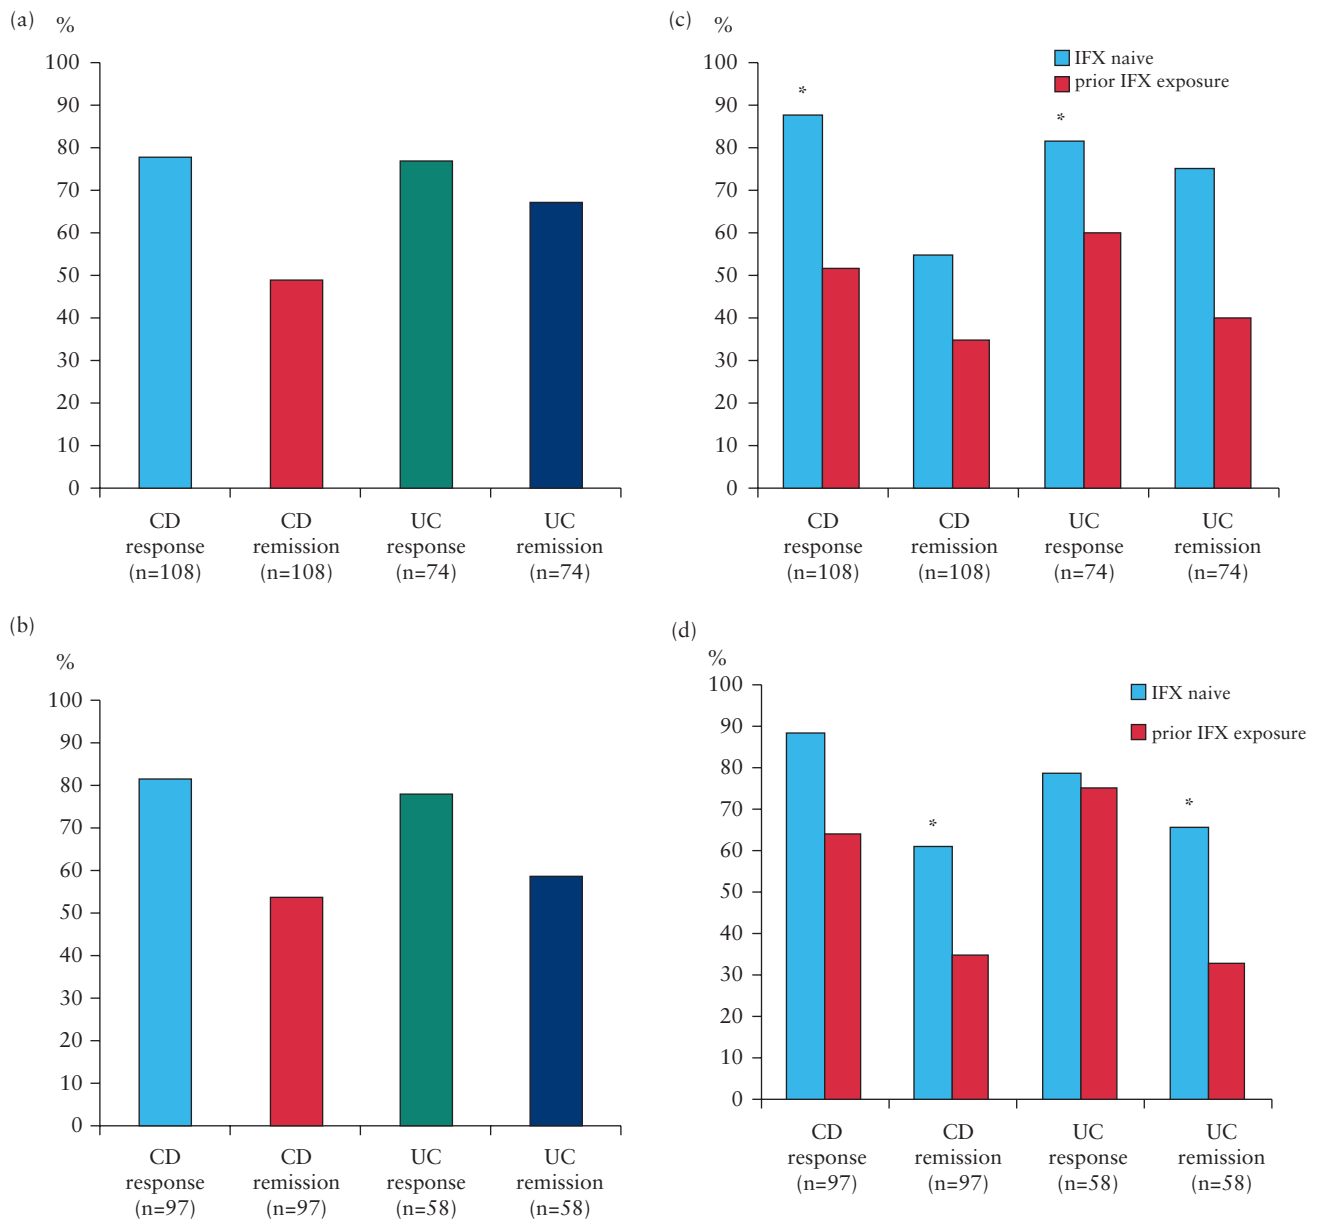 (a)
%
100
90
80
70
60
50
40
30
20
10
0
CD
response
(n=108)
CD
remission
(n=108)
UC
response
(n=74)
UC
remission
(n=74)
(c)
%
IFX naive
prior IFX exposure
100
90
80
70
60
50
40
30
20
10
0
*
*
CD
response
(n=108)
CD
remission
(n=108)
UC
response
(n=74)
UC
remission
(n=74)
(b)
%
100
90
80
70
60
50
40
30
20
10
0
CD
response
(n=97)
CD
remission
(n=97)
UC
response
(n=58)
UC
remission
(n=58)
(d)
%
IFX naive
prior IFX exposure
100
90
80
70
60
50
40
30
20
10
0
*
*
CD
response
(n=97)
CD
remission
(n=97)
UC
response
(n=58)
UC
remission
(n=58)